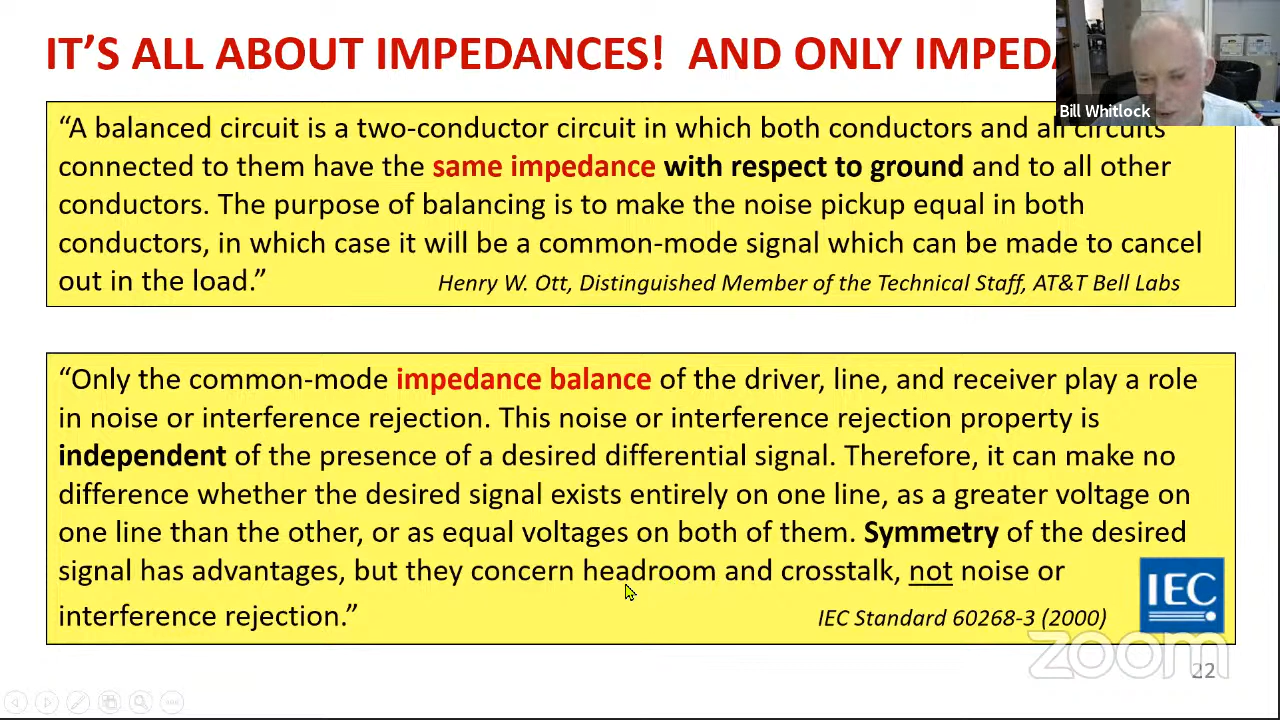 IT’S ALL ABOUT IMPEDANCES!  AND ONLY
Bill Whitlock
“A balanced circuit is a two-conductor circuit in which both conductors and all circuits
connected to them have the same impedance with respect to ground and to all other
conductors. The purpose of balancing is to make the noise pickup equal in both
conductors, in which case it will be a common-mode signal which can be made to cancel
out in the load.” Henry W. Ott, Distinguished Member of the Technical Staff, AT&T Bell Labs
“Only the common-mode impedance balance of the driver, line, and receiver play a role
in noise or interference rejection. This noise or interference rejection property is
independent of the presence of a desired differential signal. Therefore, it can make no
difference whether the desired signal exists entirely on one line, as a greater voltage on
one line than the other, or as equal voltages on both of them. Symmetry of the desired
signal has advantages, but they concern headroom and crosstalk, not noise or
interference rejection.” IEC Standard 60268-3 (2000)
IEC
zoom
22